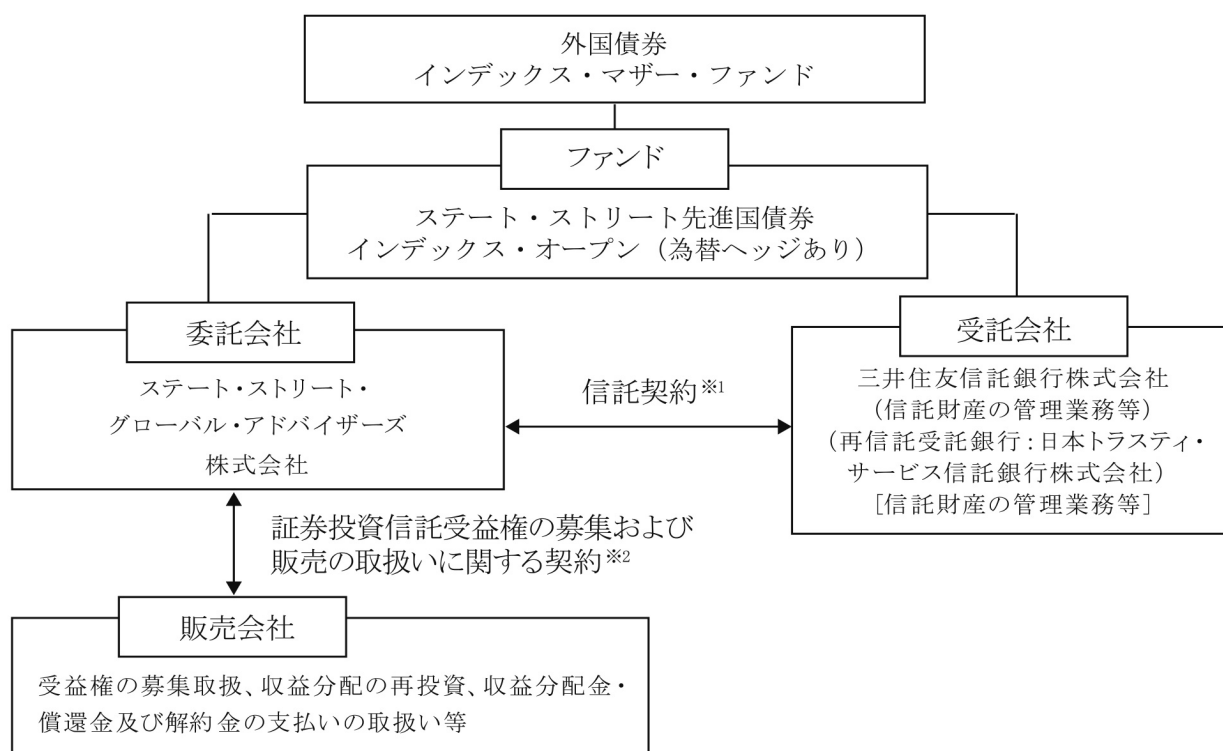 外国債券
インデックス・マザー・ファンド
ファンド
ステート・ストリート先進国債券
インデックス・オープン（為替ヘッジあり）
委託会社
ステート・ストリート・
グローバル・アドバイザーズ
株式会社
信託契約※1
受託会社
三井住友信託銀行株式会社
(信託財産の管理業務等)
(再信託受託銀行:日本トラスティ・
サービス信託銀行株式会社)
[信託財産の管理業務等]
証券投資信託受益権の募集および
販売の取扱いに関する契約※2
販売会社
受益権の募集取扱、収益分配の再投資、収益分配金・
償還金及び解約金の支払いの取扱い等